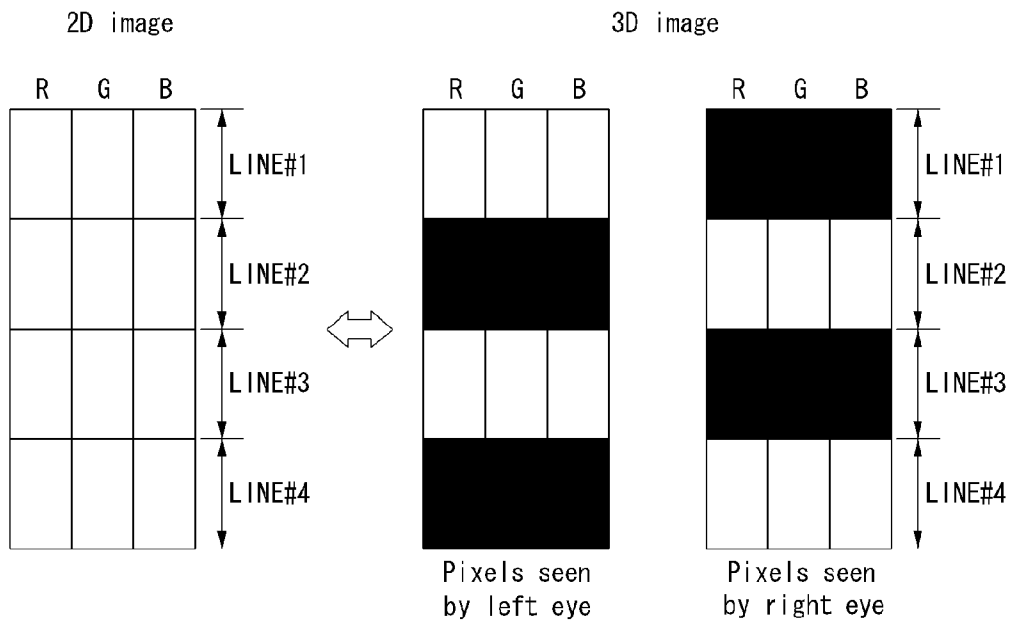 2D image
3D image
R G B
R G B
R G B
LINE#1
LINE#1
LINE#2
LINE#2
LINE#3
LINE#3
LINE#4
LINE#4
Pixels seen
by left eye
Pixels seen
by right eye